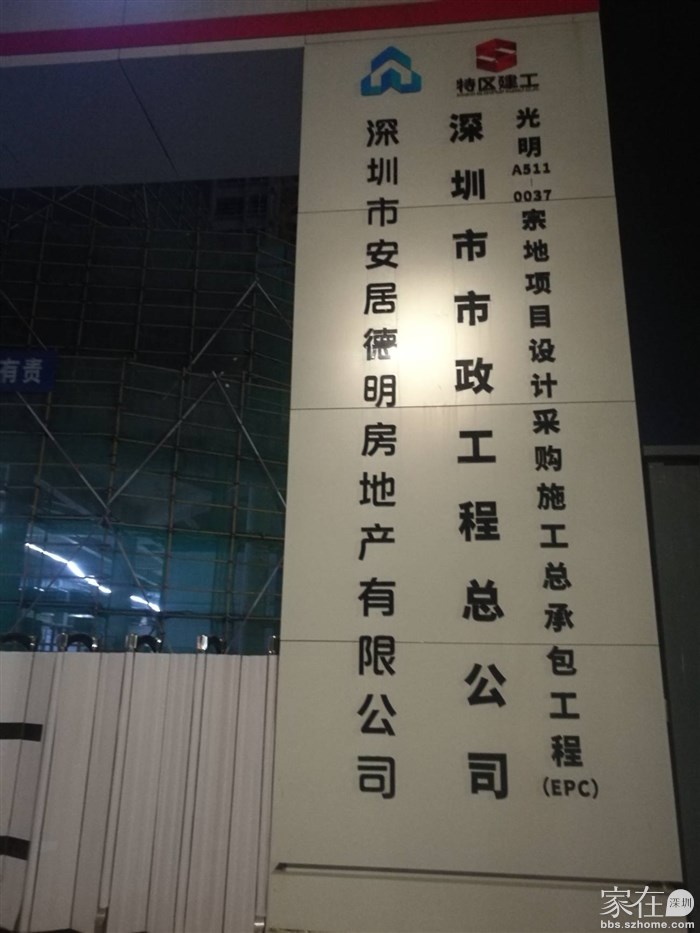 特区建工
光明A511-0037宗地项目设计采购施工总承包工程(EPC)
深圳市市政工程总公司
深圳市安居德明房地产有限公司
有责
家在深圳
bbs.szhome.com